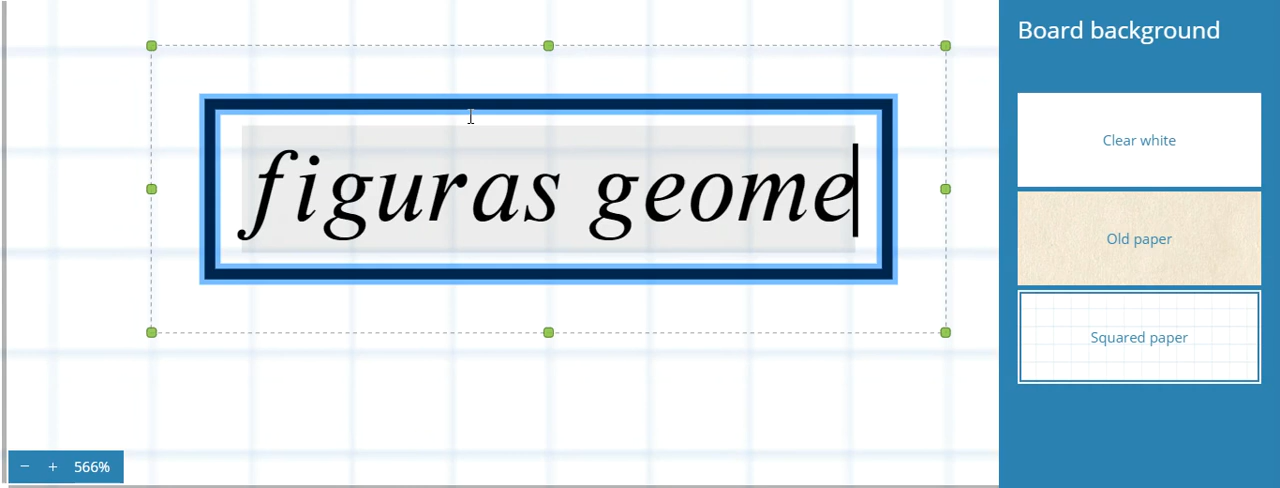 Board background
figuras geome
Clear white
Old paper
Squared paper
− + 566%